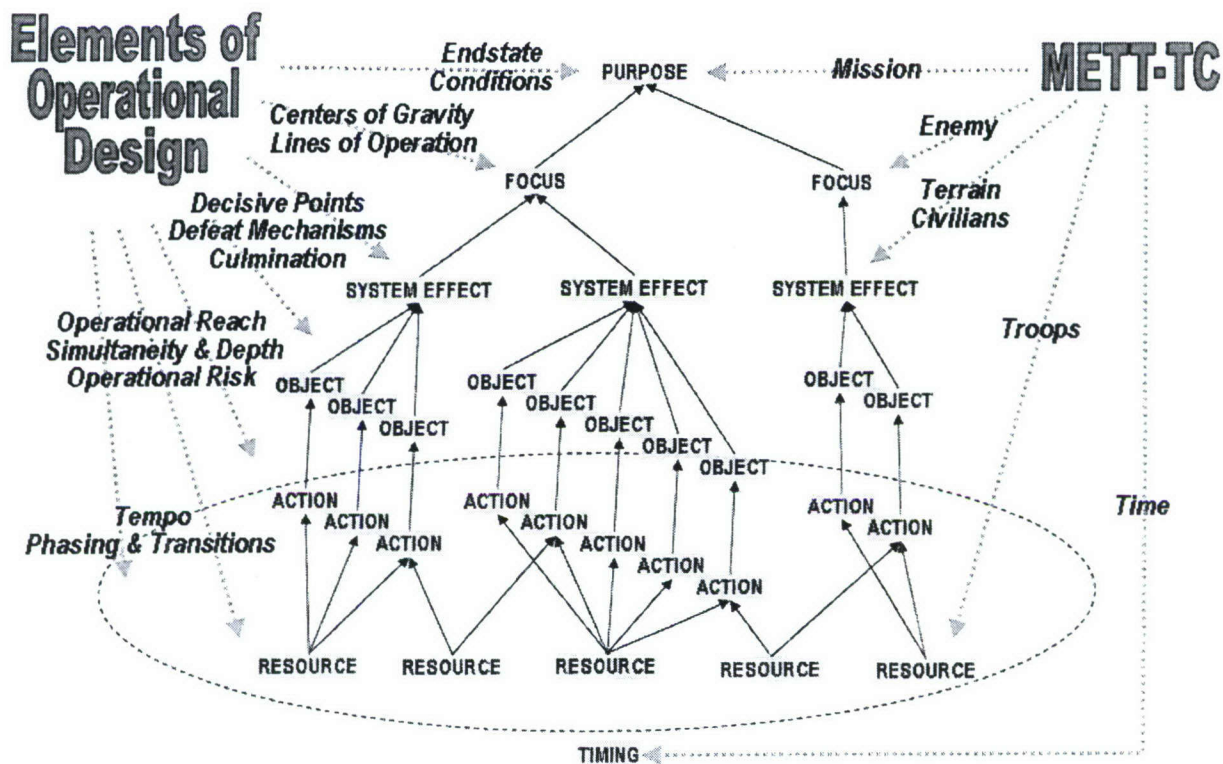 Elements of
Operational
Design
METT-TC
Endstate
Conditions
PURPOSE
Mission
Centers of Gravity
Lines of Operation
Enemy
FOCUS
FOCUS
Decisive Points
Defeat Mechanisms
Culmination
Terrain
Civilians
SYSTEM EFFECT
SYSTEM EFFECT
SYSTEM EFFECT
Operational Reach
Simultaneity & Depth
Operational Risk
Troops
OBJECT
OBJECT
OBJECT
OBJECT
OBJECT
OBJECT
OBJECT
OBJECT
OBJECT
OBJECT
ACTION
ACTION
ACTION
ACTION
ACTION
ACTION
ACTION
ACTION
ACTION
ACTION
Tempo
Phasing & Transitions
Time
RESOURCE
RESOURCE
RESOURCE
RESOURCE
RESOURCE
TIMING